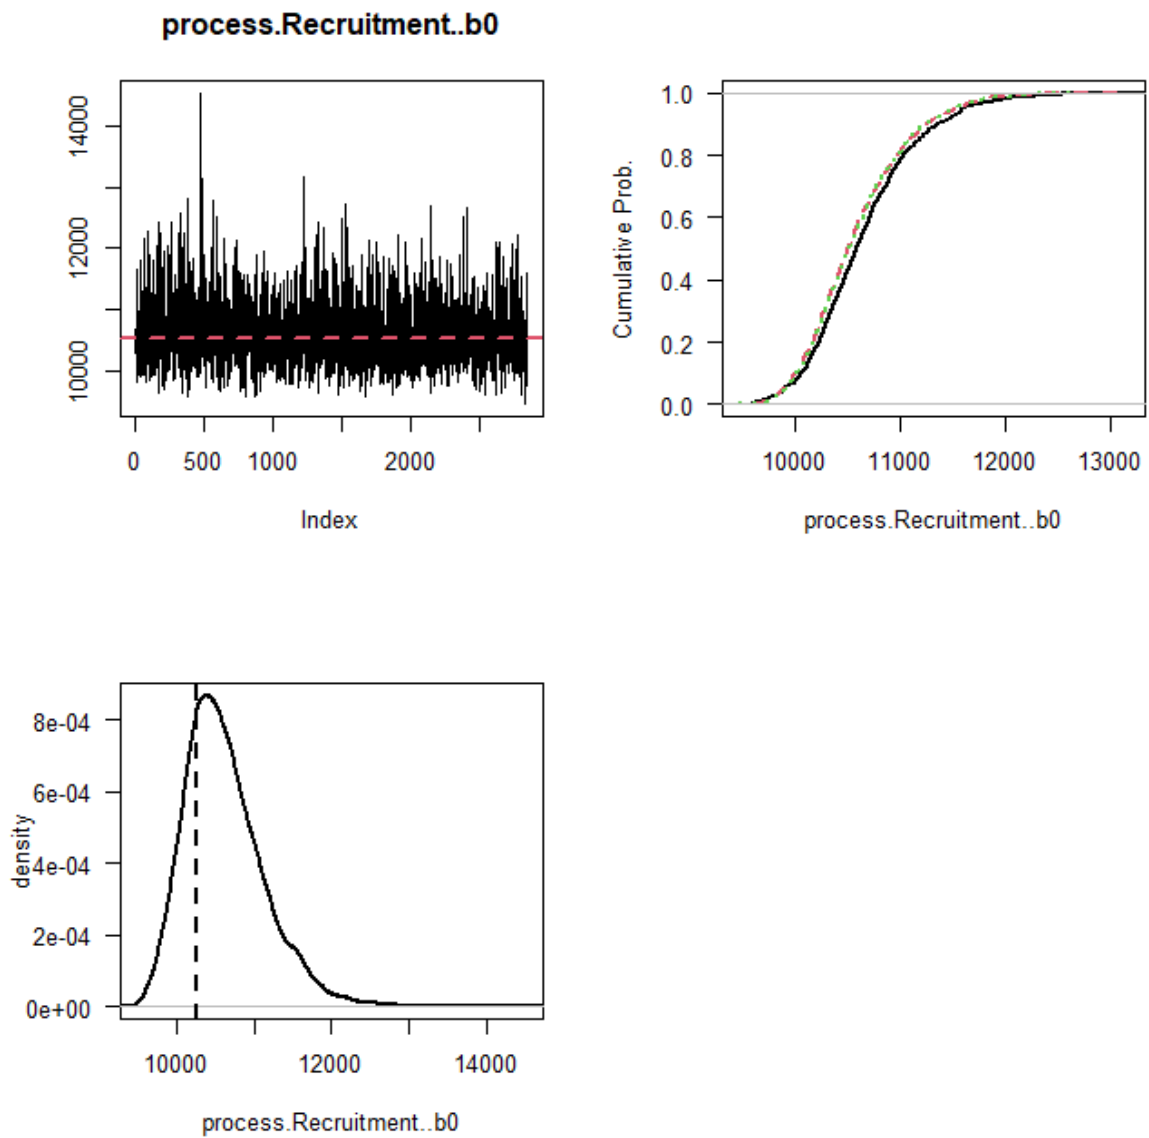 process.Recruitment..b0
14000
12000
10000
0 500 1000 2000
Index
1.0
0.8
0.6
0.4
0.2
0.0
Cumulative Prob.
10000 11000 12000 13000
process.Recruitment..b0
8e-04
6e-04
4e-04
2e-04
0e+00
density
10000 12000 14000
process.Recruitment..b0